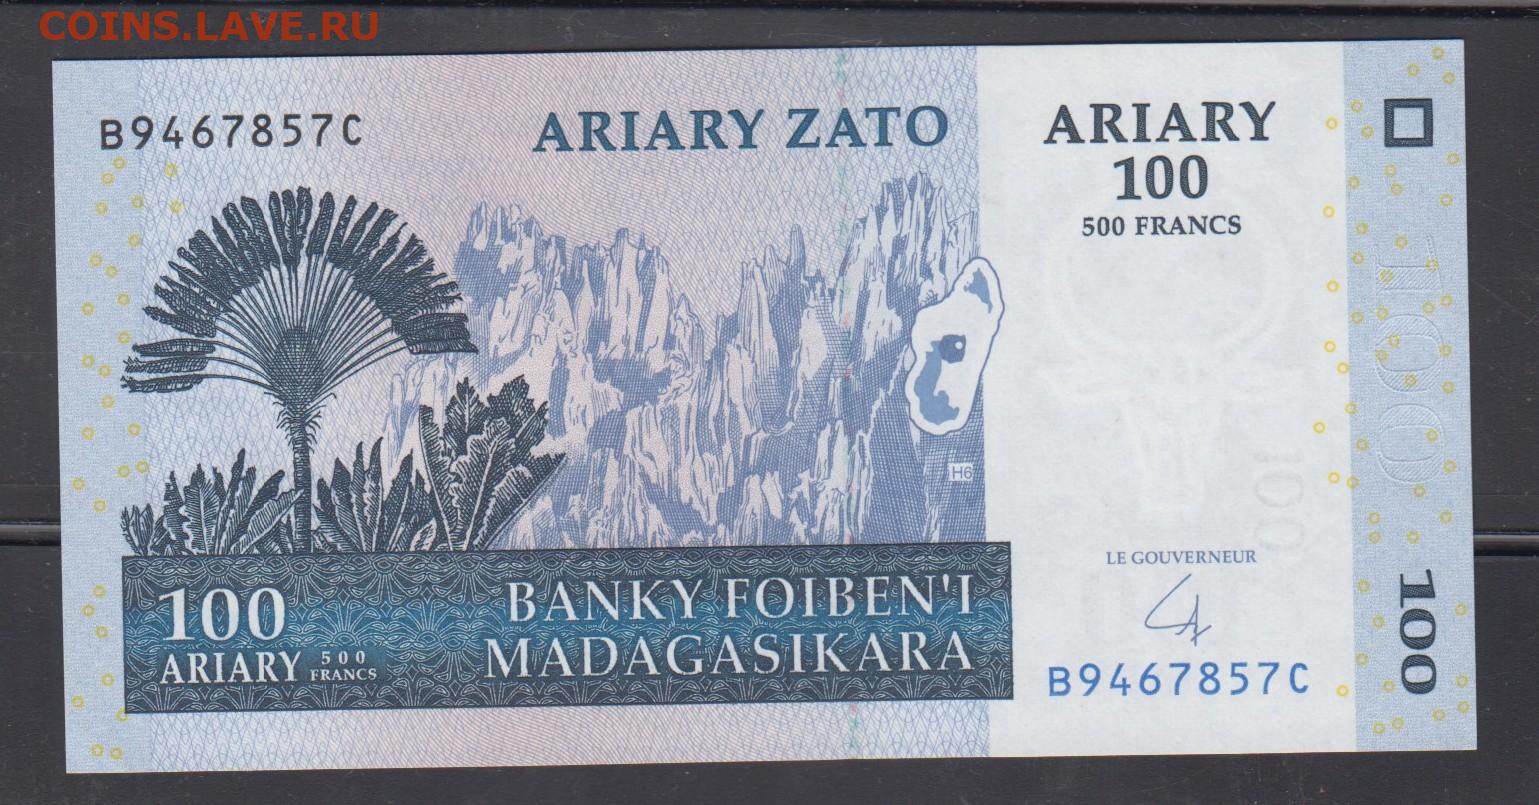 COINS.LAVE.RU
B9467857C
ARIARY ZATO
ARIARY
100
500 FRANCS
100
100
H6
LE GOUVERNEUR
B9467857C
100
100
ARIARY 500 FRANCS
BANKY FOIBEN'I
MADAGASIKARA